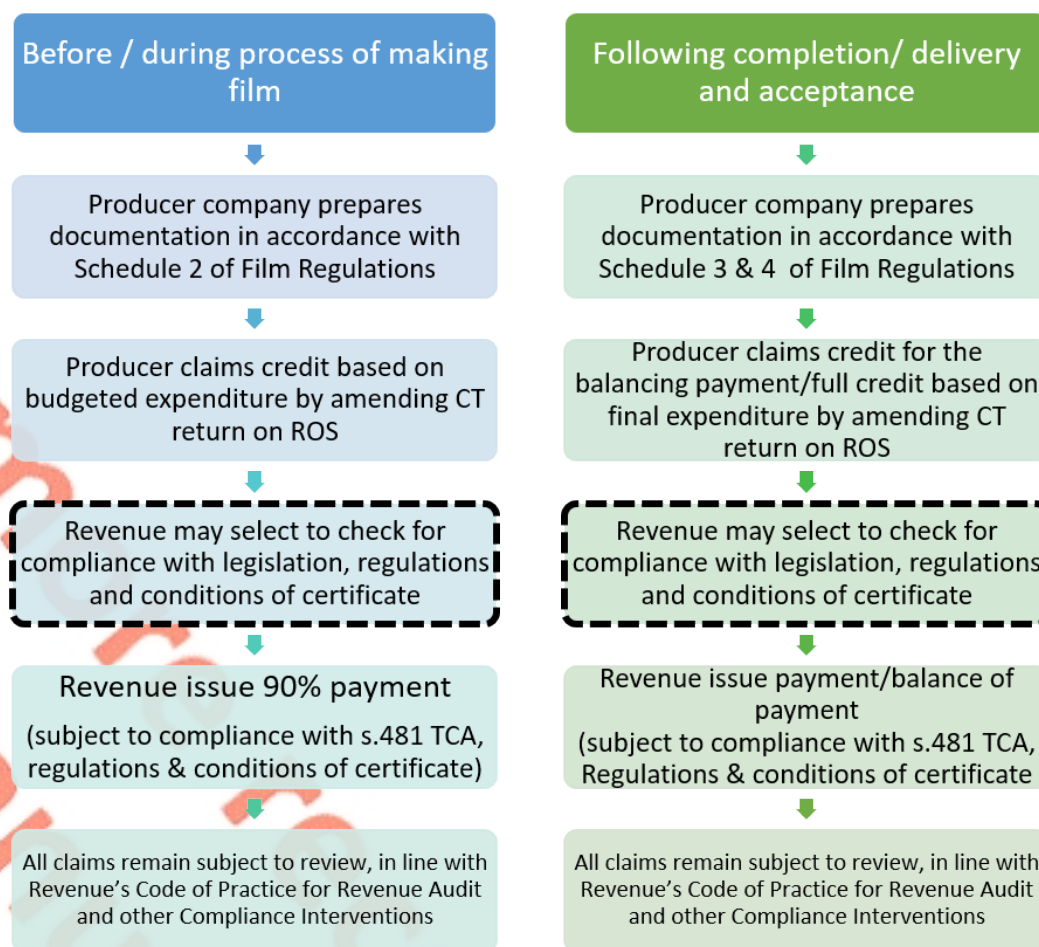 Before / during process of making
film
Producer company prepares
documentation in accordance with
Schedule 2 of Film Regulations
Producer claims credit based on
budgeted expenditure by amending CT
return on ROS
Revenue may select to check for
compliance with legislation, regulations
and conditions of certificate
Revenue issue 90% payment
(subject to compliance with s.481 TCA,
regulations & conditions of certificate)
All claims remain subject to review, in line with
Revenue's Code of Practice for Revenue Audit
and other Compliance Interventions
Following completion/ delivery
and acceptance
Producer company prepares
documentation in accordance with
Schedule 3 & 4 of Film Regulations
Producer claims credit for the
balancing payment/full credit based on
final expenditure by amending CT
return on ROS
Revenue may select to check for
compliance with legislation, regulations
and conditions of certificate
Revenue issue payment/balance of
payment
(subject to compliance with s.481 TCA,
Regulations & conditions of certificate
All claims remain subject to review, in line with
Revenue's Code of Practice for Revenue Audit
and other Compliance Interventions